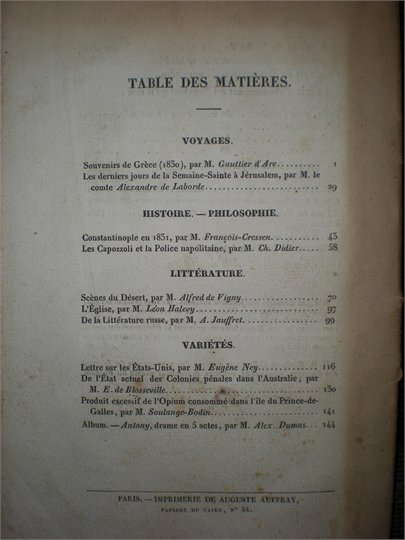 TABLE DES MATIÈRES.
VOYAGES.
Souvenirs de Grèce (1830), par M. Gauttier d'Arc.......... 1
Les derniers jours de la Semaine-Sainte à Jérusalem, par M. le
comte Alexandre de Laborde.................... 29
HISTOIRE. — PHILOSOPHIE.
Constantinople en 1831, par M. François-Cressen.......... 43
Les Capozzoli et la Police napolitaine, par M. Ch. Didier.... 58
LITTÉRATURE.
Scènes du Désert, par M. Alfred de Vigny................ 70
L'Église, par M. Léon Halevy........................ 97
De la Littérature russe, par M. A. Jauffret.............. 99
VARIÉTÉS.
Lettre sur les États-Unis, par M. Eugène Ney............ 116
De l'État actuel des Colonies pénales dans l'Australie, par
M. E. de Blosseville............................ 130
Produit excessif de l'Opium consommé dans l'île du Prince-de-
Galles, par M. Soulange-Bodin.................... 141
Album. — Antony, drame en 5 actes, par M. Alex. Dumas... 144
PARIS. — IMPRIMERIE DE AUGUSTE AUFFRAY,
PASSAGE DU CAIRE, N° 54.